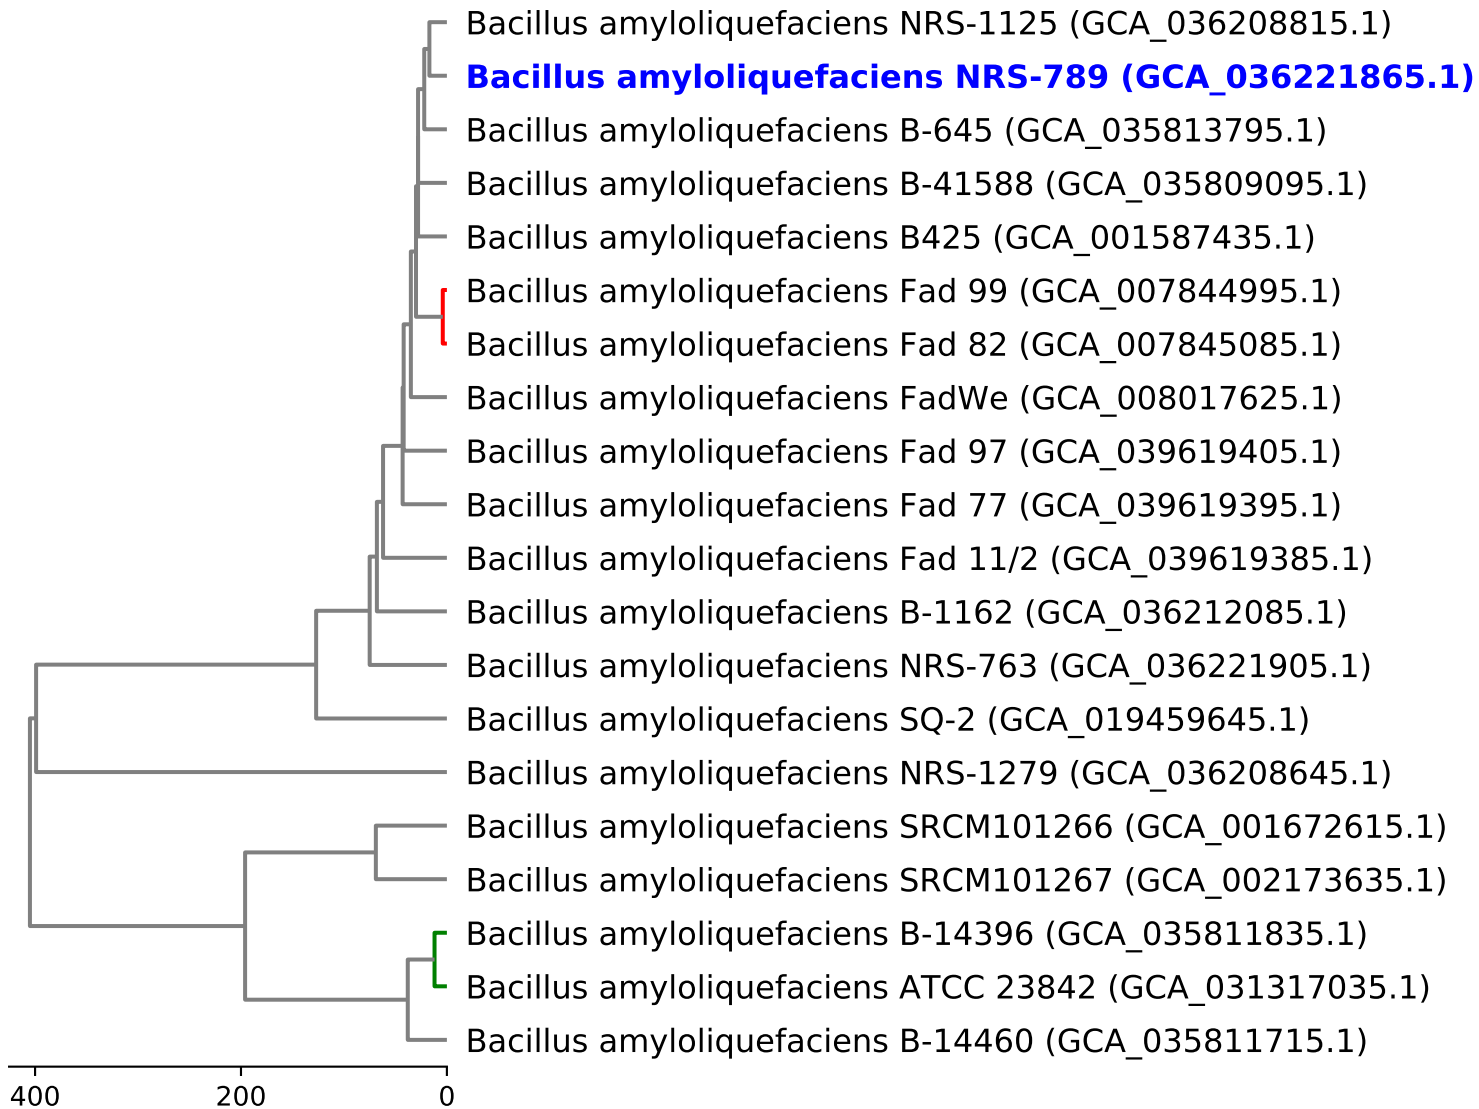 Bacillus amyloliquefaciens NRS-1125 (GCA_036208815.1)
Bacillus amyloliquefaciens NRS-789 (GCA_036221865.1)
Bacillus amyloliquefaciens B-645 (GCA_035813795.1)
Bacillus amyloliquefaciens B-41588 (GCA_035809095.1)
Bacillus amyloliquefaciens B425 (GCA_001587435.1)
Bacillus amyloliquefaciens Fad 99 (GCA_007844995.1)
Bacillus amyloliquefaciens Fad 82 (GCA_007845085.1)
Bacillus amyloliquefaciens FadWe (GCA_008017625.1)
Bacillus amyloliquefaciens Fad 97 (GCA_039619405.1)
Bacillus amyloliquefaciens Fad 77 (GCA_039619395.1)
Bacillus amyloliquefaciens Fad 11/2 (GCA_039619385.1)
Bacillus amyloliquefaciens B-1162 (GCA_036212085.1)
Bacillus amyloliquefaciens NRS-763 (GCA_036221905.1)
Bacillus amyloliquefaciens SQ-2 (GCA_019459645.1)
Bacillus amyloliquefaciens NRS-1279 (GCA_036208645.1)
Bacillus amyloliquefaciens SRCM101266 (GCA_001672615.1)
Bacillus amyloliquefaciens SRCM101267 (GCA_002173635.1)
Bacillus amyloliquefaciens B-14396 (GCA_035811835.1)
Bacillus amyloliquefaciens ATCC 23842 (GCA_031317035.1)
Bacillus amyloliquefaciens B-14460 (GCA_035811715.1)
400 200 0